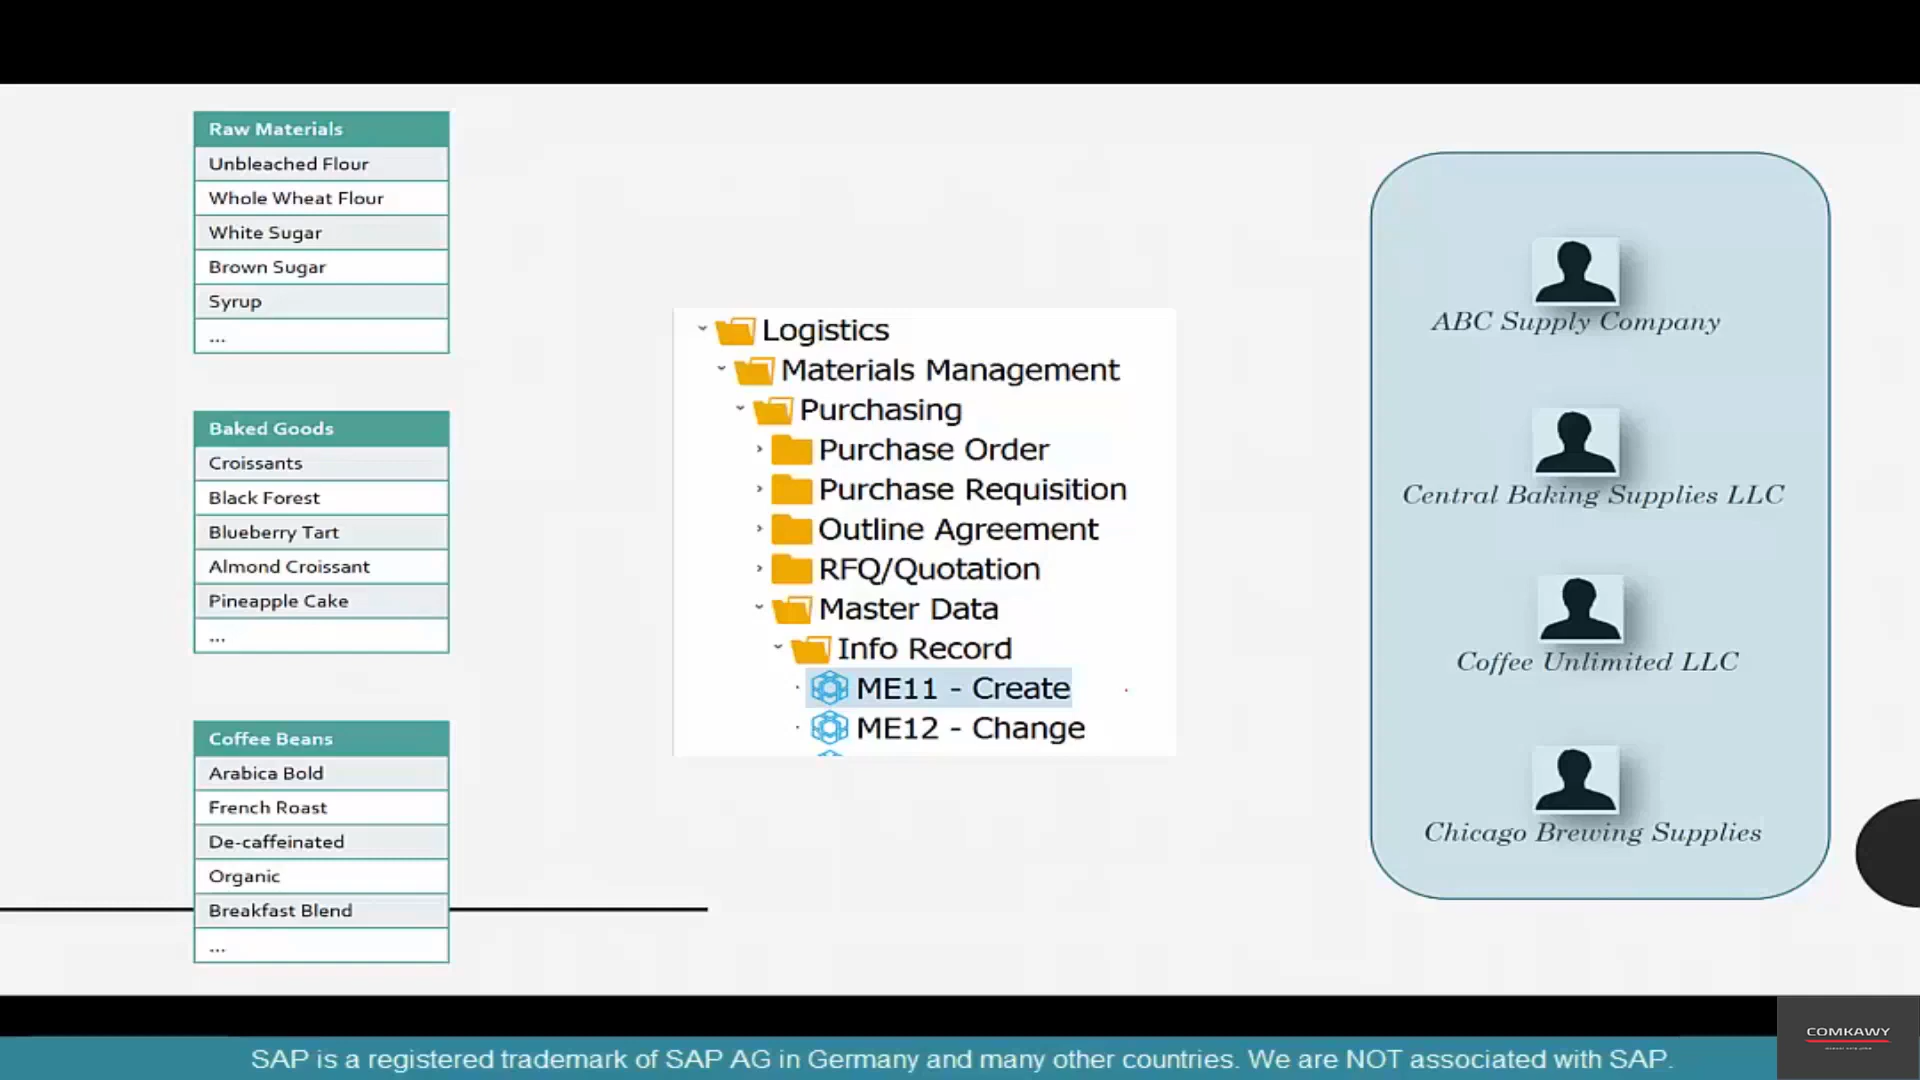 Raw Materials
Unbleached Flour
Whole Wheat Flour
White Sugar
Brown Sugar
Syrup
...
Baked Goods
Croissants
Black Forest
Blueberry Tart
Almond Croissant
Pineapple Cake
...
Coffee Beans
Arabica Bold
French Roast
De-caffeinated
Organic
Breakfast Blend
...
Logistics
Materials Management
Purchasing
Purchase Order
Purchase Requisition
Outline Agreement
RFQ/Quotation
Master Data
Info Record
ME11 - Create
ME12 - Change
ABC Supply Company
Central Baking Supplies LLC
Coffee Unlimited LLC
Chicago Brewing Supplies
COMKAWY
SAP is a registered trademark of SAP AG in Germany and many other countries. We are NOT associated with SAP.